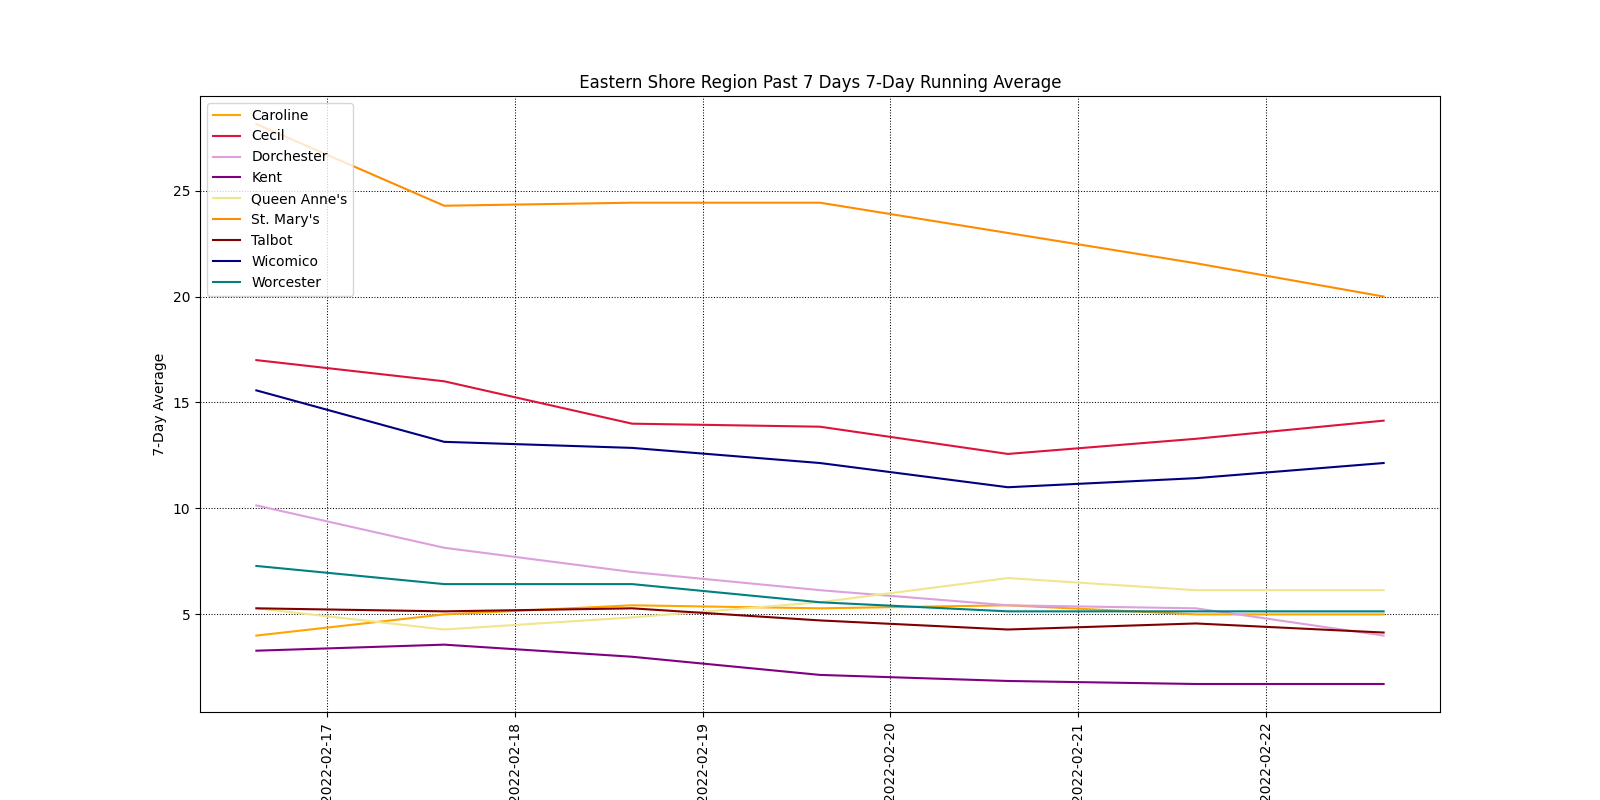 Eastern Shore Region Past 7 Days 7-Day Running Average
Caroline
Cecil
Dorchester
Kent
Queen Anne's
St. Mary's
Talbot
Wicomico
Worcester
25
20
15
10
5
7-Day Average
2022-02-17
2022-02-18
2022-02-19
2022-02-20
2022-02-21
2022-02-22